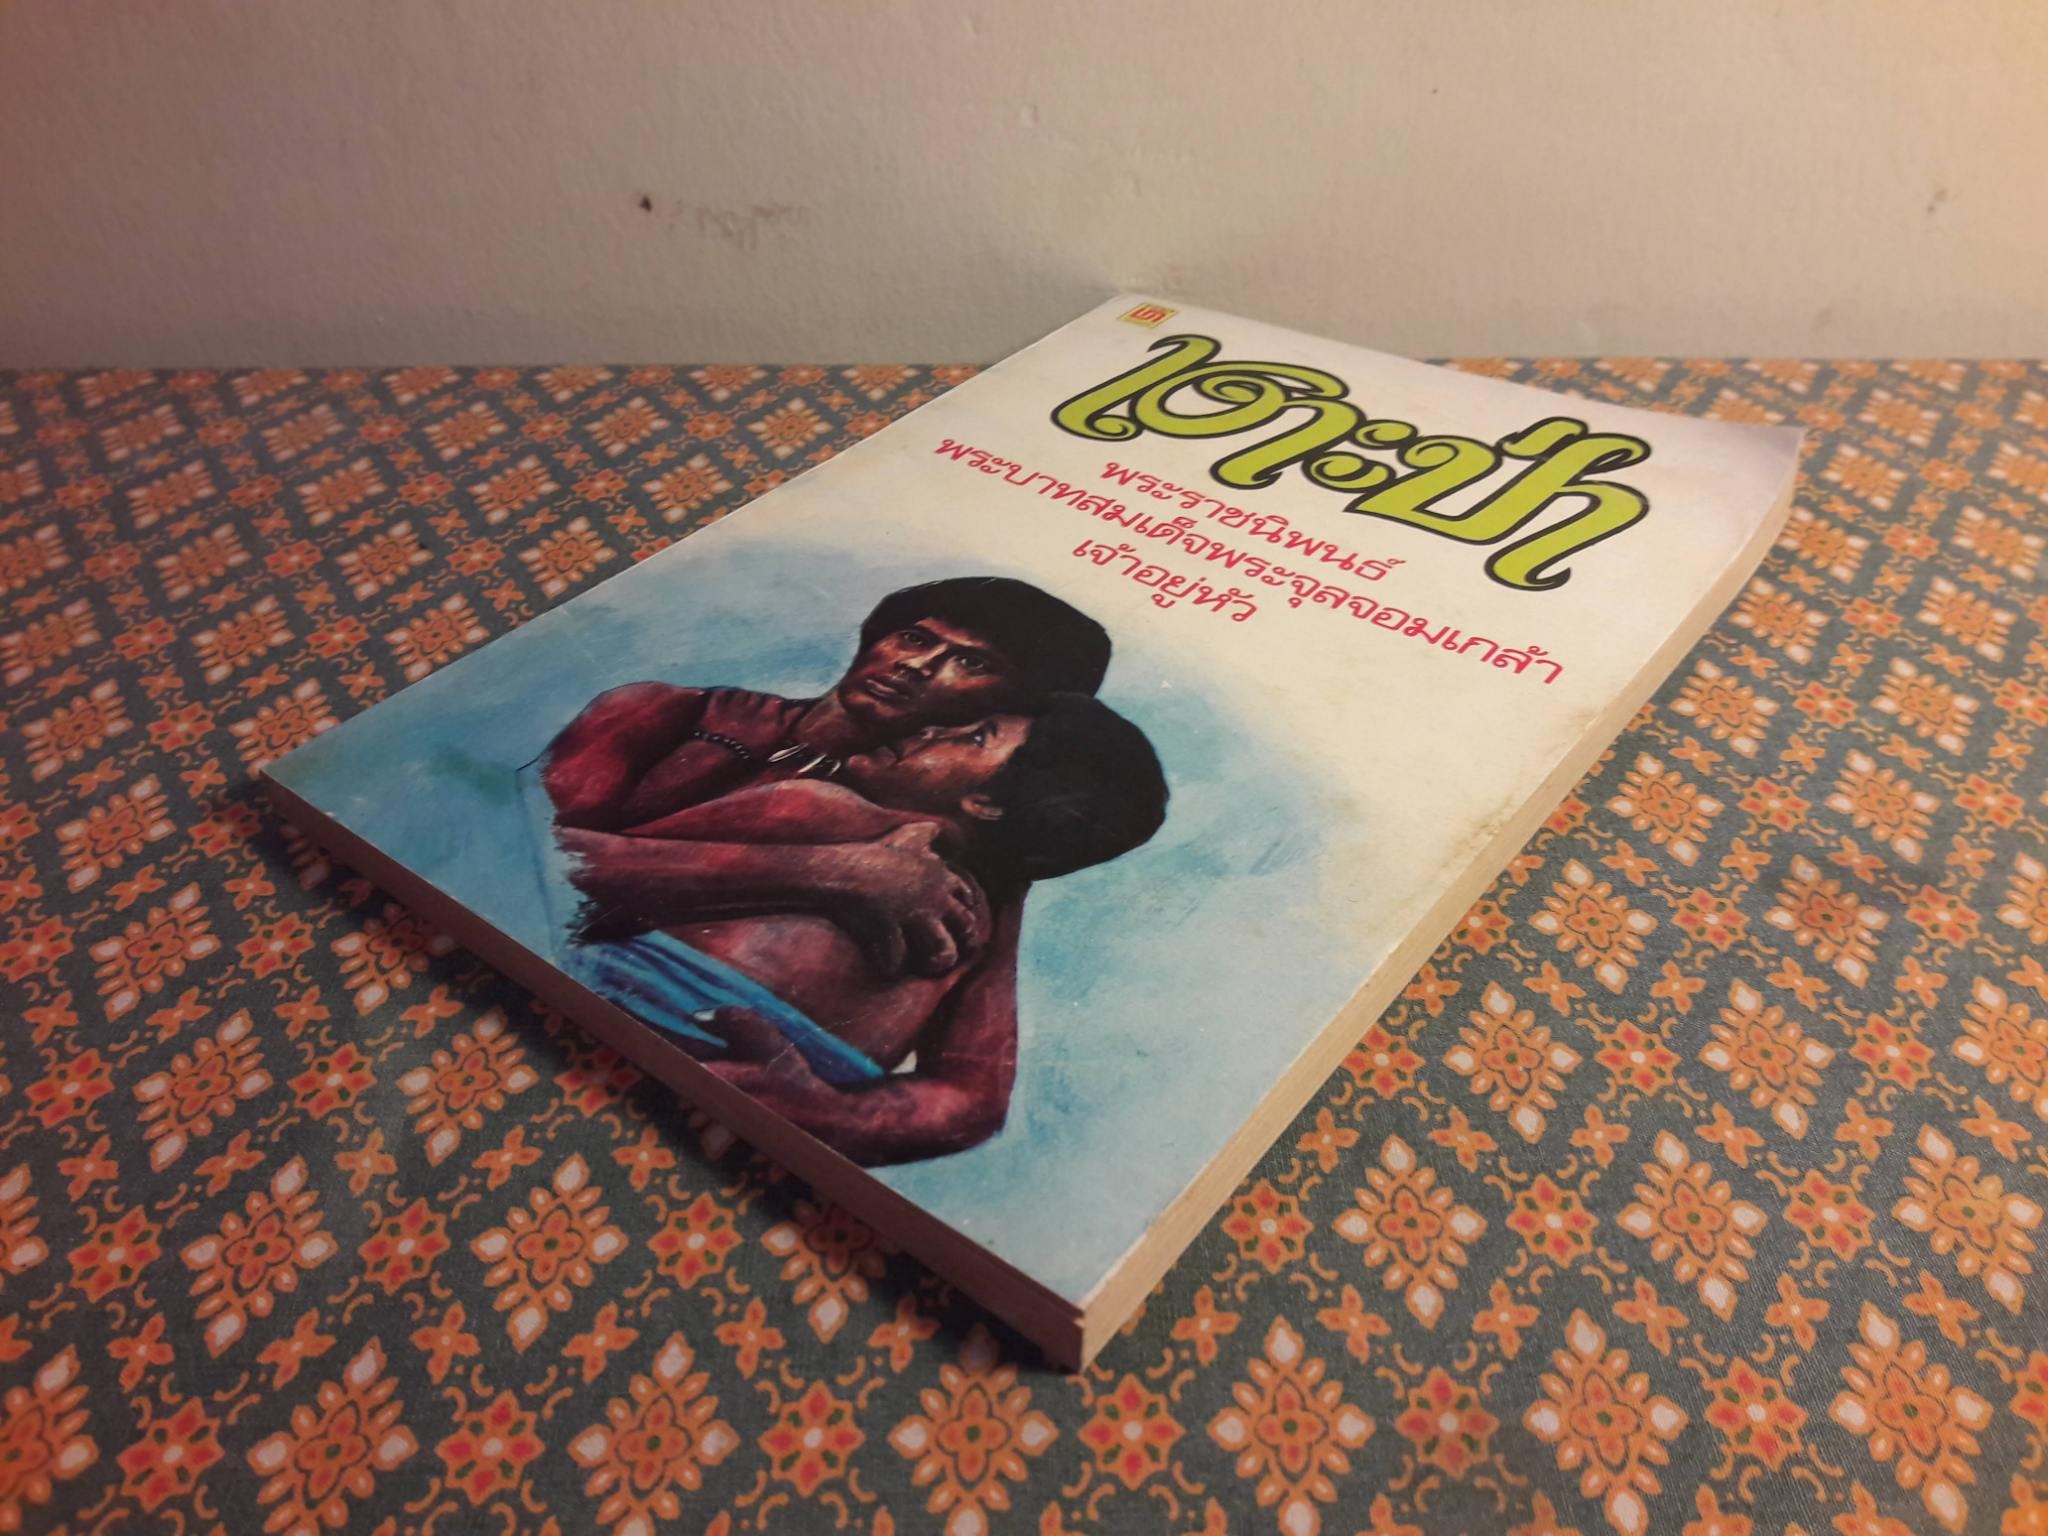 เงาะป่า
พระราชนิพนธ์
พระบาทสมเด็จพระจุลจอมเกล้า
เจ้าอยู่หัว